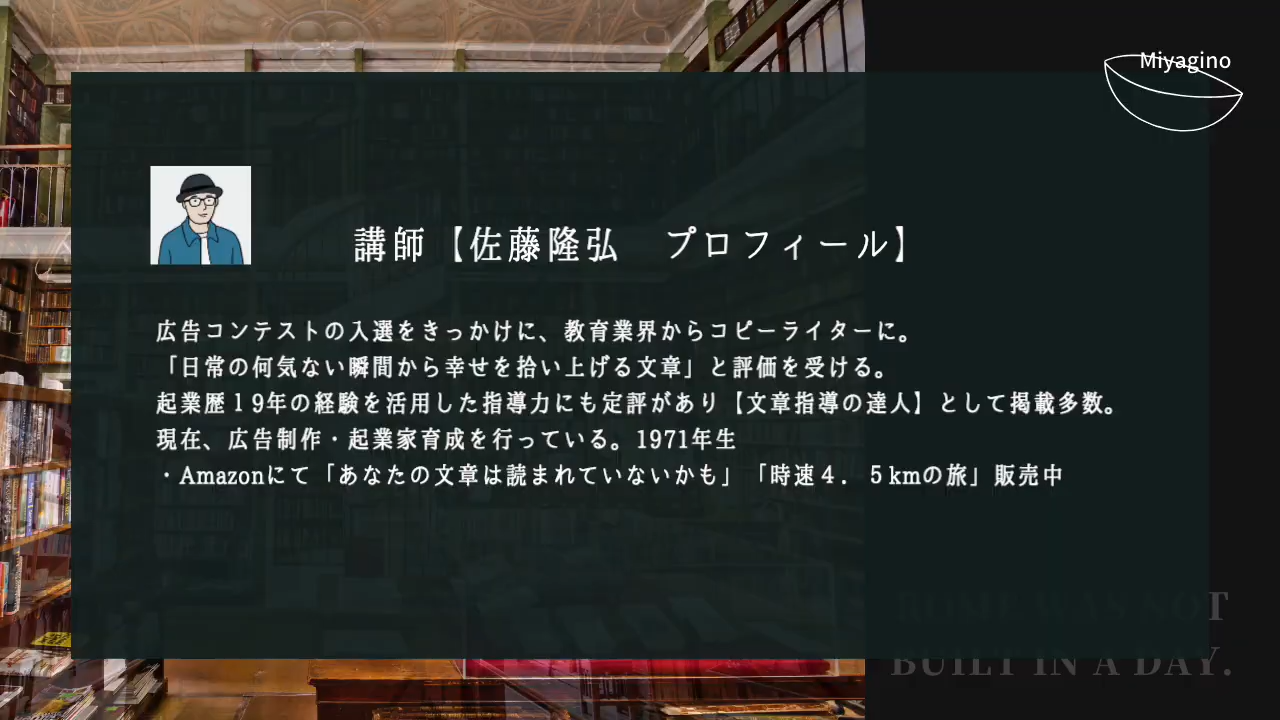 Miyagino
講師【佐藤隆弘　プロフィール】
広告コンテストの入選をきっかけに、教育業界からコピーライターに。
「日常の何気ない瞬間から幸せを拾い上げる文章」と評価を受ける。
起業歴１9年の経験を活用した指導力にも定評があり【文章指導の達人】として掲載多数。
現在、広告制作・起業家育成を行っている。1971年生
・Amazonにて「あなたの文章は読まれていないかも」「時速４．５kmの旅」販売中
ROME WAS NOT
BUILT IN A DAY.